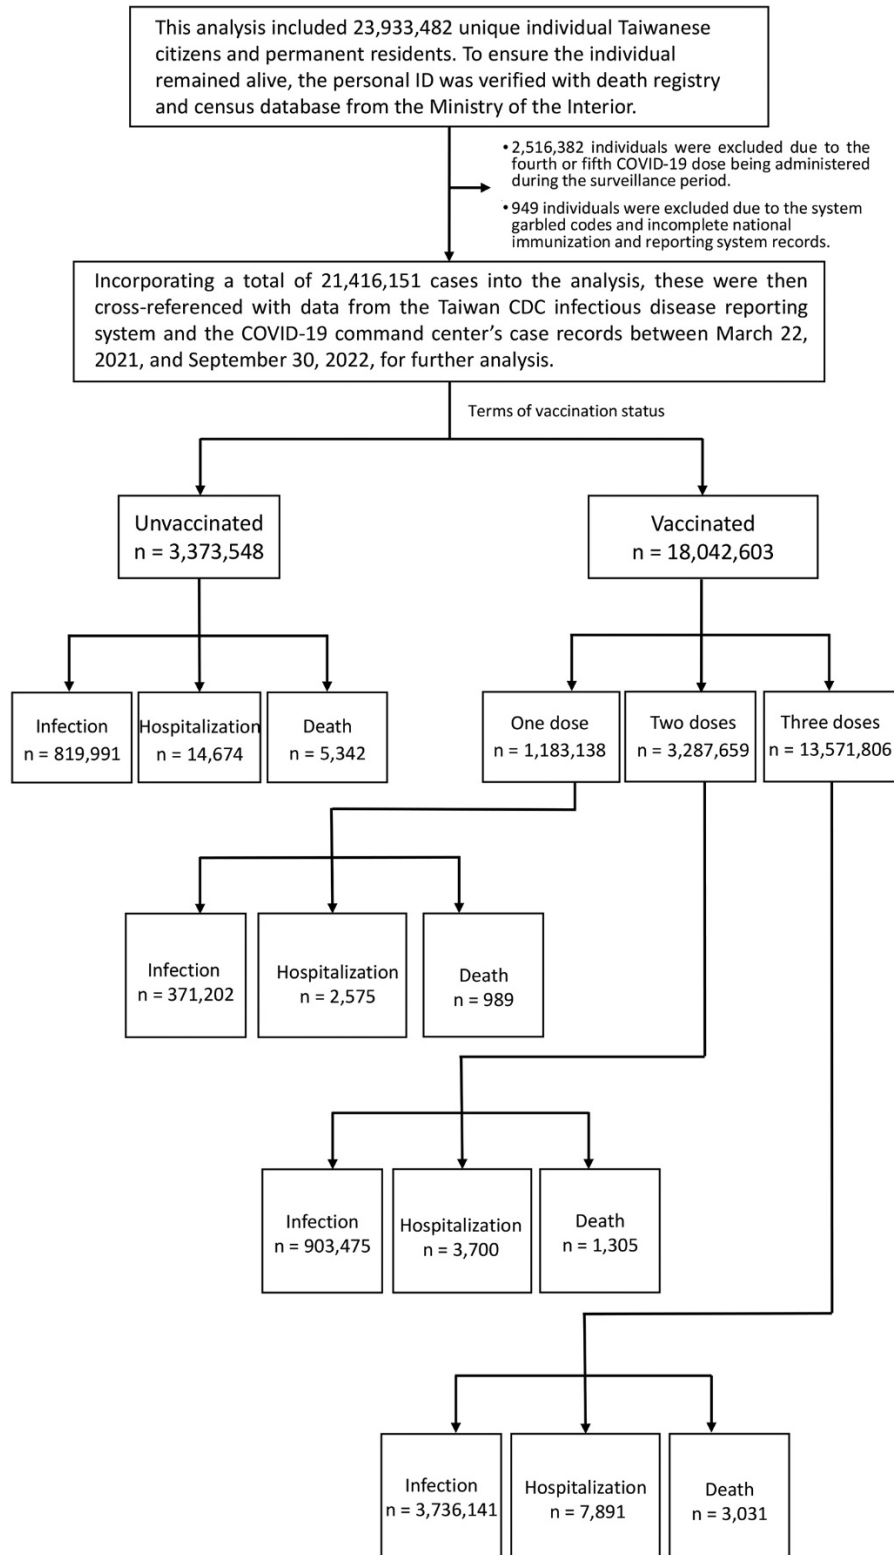 This analysis included 23,933,482 unique individual Taiwanese
citizens and permanent residents. To ensure the individual
remained alive, the personal ID was verified with death registry
and census database from the Ministry of the Interior.
•2,516,382 individuals were excluded due to the
fourth or fifth COVID-19 dose being administered
during the surveillance period.
•949 individuals were excluded due to the system
garbled codes and incomplete national
immunization and reporting system records.
Incorporating a total of 21,416,151 cases into the analysis, these were then
cross-referenced with data from the Taiwan CDC infectious disease reporting
system and the COVID-19 command center’s case records between March 22,
2021, and September 30, 2022, for further analysis.
Terms of vaccination status
Unvaccinated
n = 3,373,548
Vaccinated
n = 18,042,603
Infection
n = 819,991
Hospitalization
n = 14,674
Death
n = 5,342
One dose
n = 1,183,138
Two doses
n = 3,287,659
Three doses
n = 13,571,806
Infection
n = 371,202
Hospitalization
n = 2,575
Death
n = 989
Infection
n = 903,475
Hospitalization
n = 3,700
Death
n = 1,305
Infection
n = 3,736,141
Hospitalization
n = 7,891
Death
n = 3,031